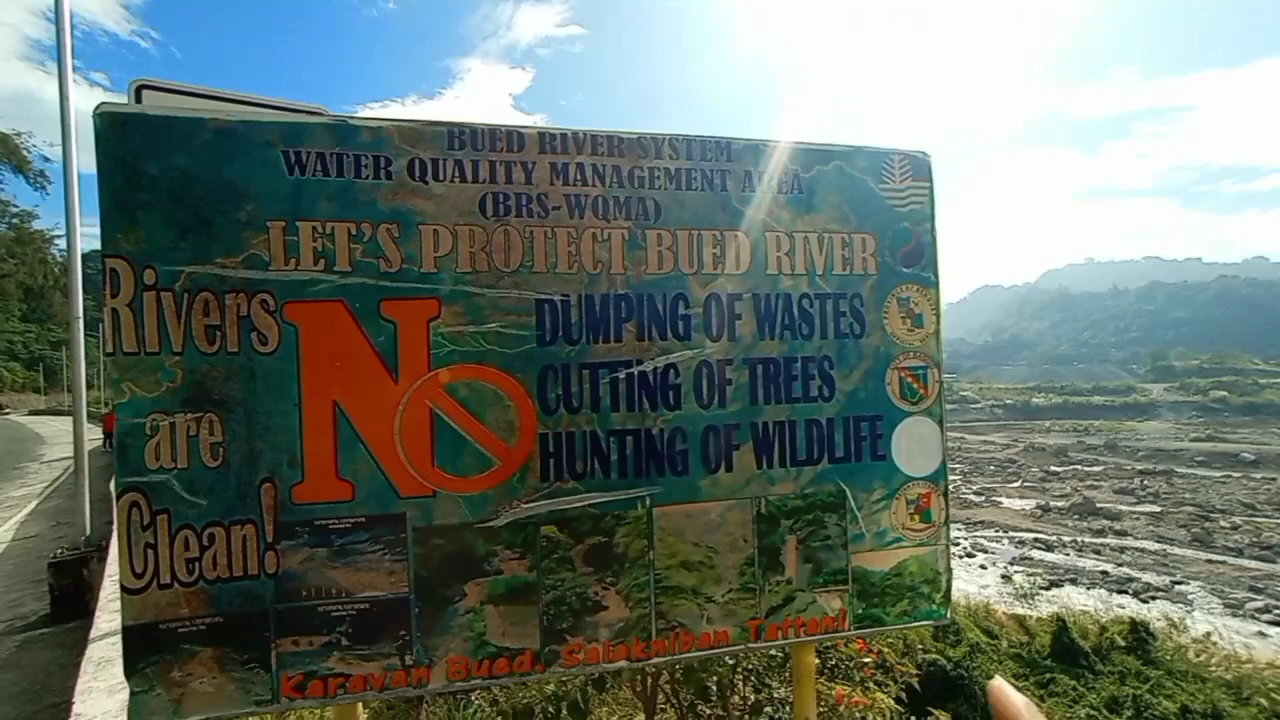 BUED RIVER SYSTEM
WATER QUALITY MANAGEMENT AREA
(BRS-WQMA)
LET'S PROTECT BUED RIVER
Rivers
are
Clean!
NO
DUMPING OF WASTES
CUTTING OF TREES
HUNTING OF WILDLIFE
Karayan Bued, Salakniban Taltan!